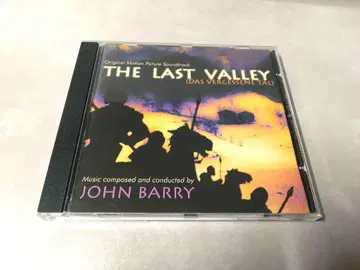 Original Motion Picture Soundtrack
THE LAST VALLEY
(DAS VERGESSENE TAL)
Music composed and conducted by
JOHN BARRY